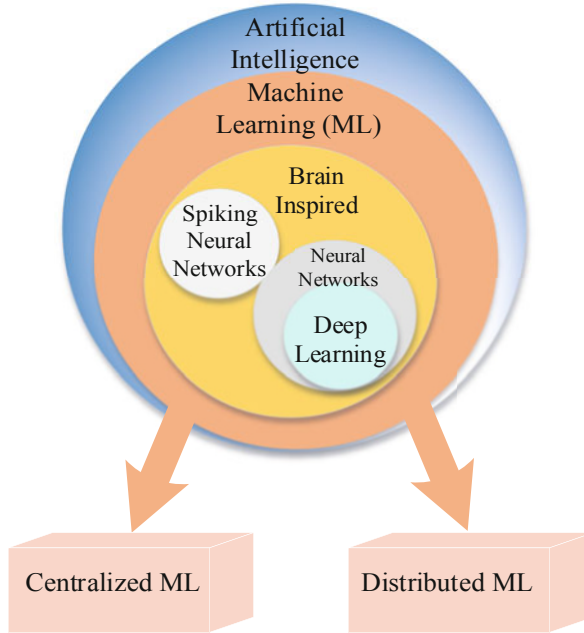 Artificial
Intelligence
Machine
Learning (ML)
Brain
Inspired
Spiking
Neural
Networks
Neural
Networks
Deep
Learning
Centralized ML
Distributed ML